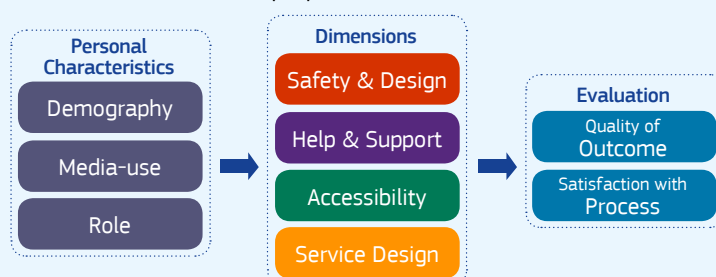 Personal
Characteristics
Demography
Media-use
Role
Dimensions
Safety & Design
Help & Support
Accessibility
Service Design
Evaluation
Quality of
Outcome
Satisfaction with
Process